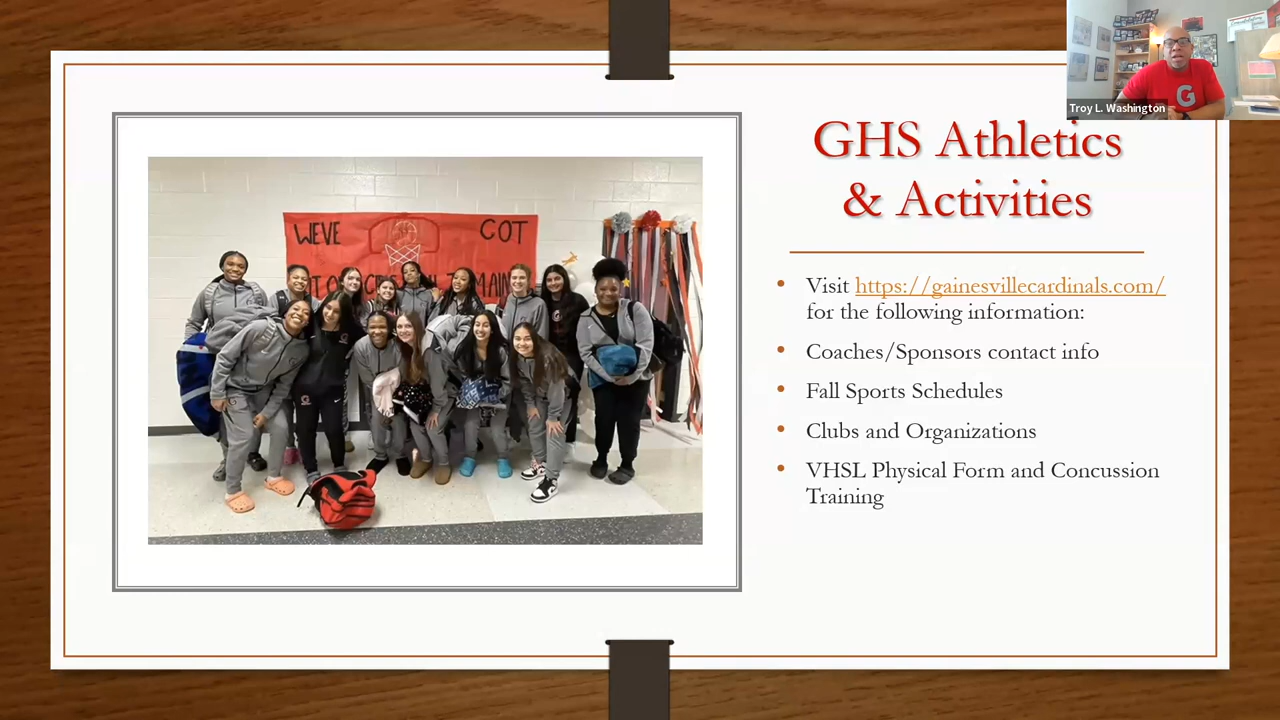 Troy L. Washington
GHS Athletics
& Activities
WEVE GOT
• Visit https://gainesvillecardinals.com/
for the following information:
• Coaches/Sponsors contact info
• Fall Sports Schedules
• Clubs and Organizations
• VHSL Physical Form and Concussion
Training
G